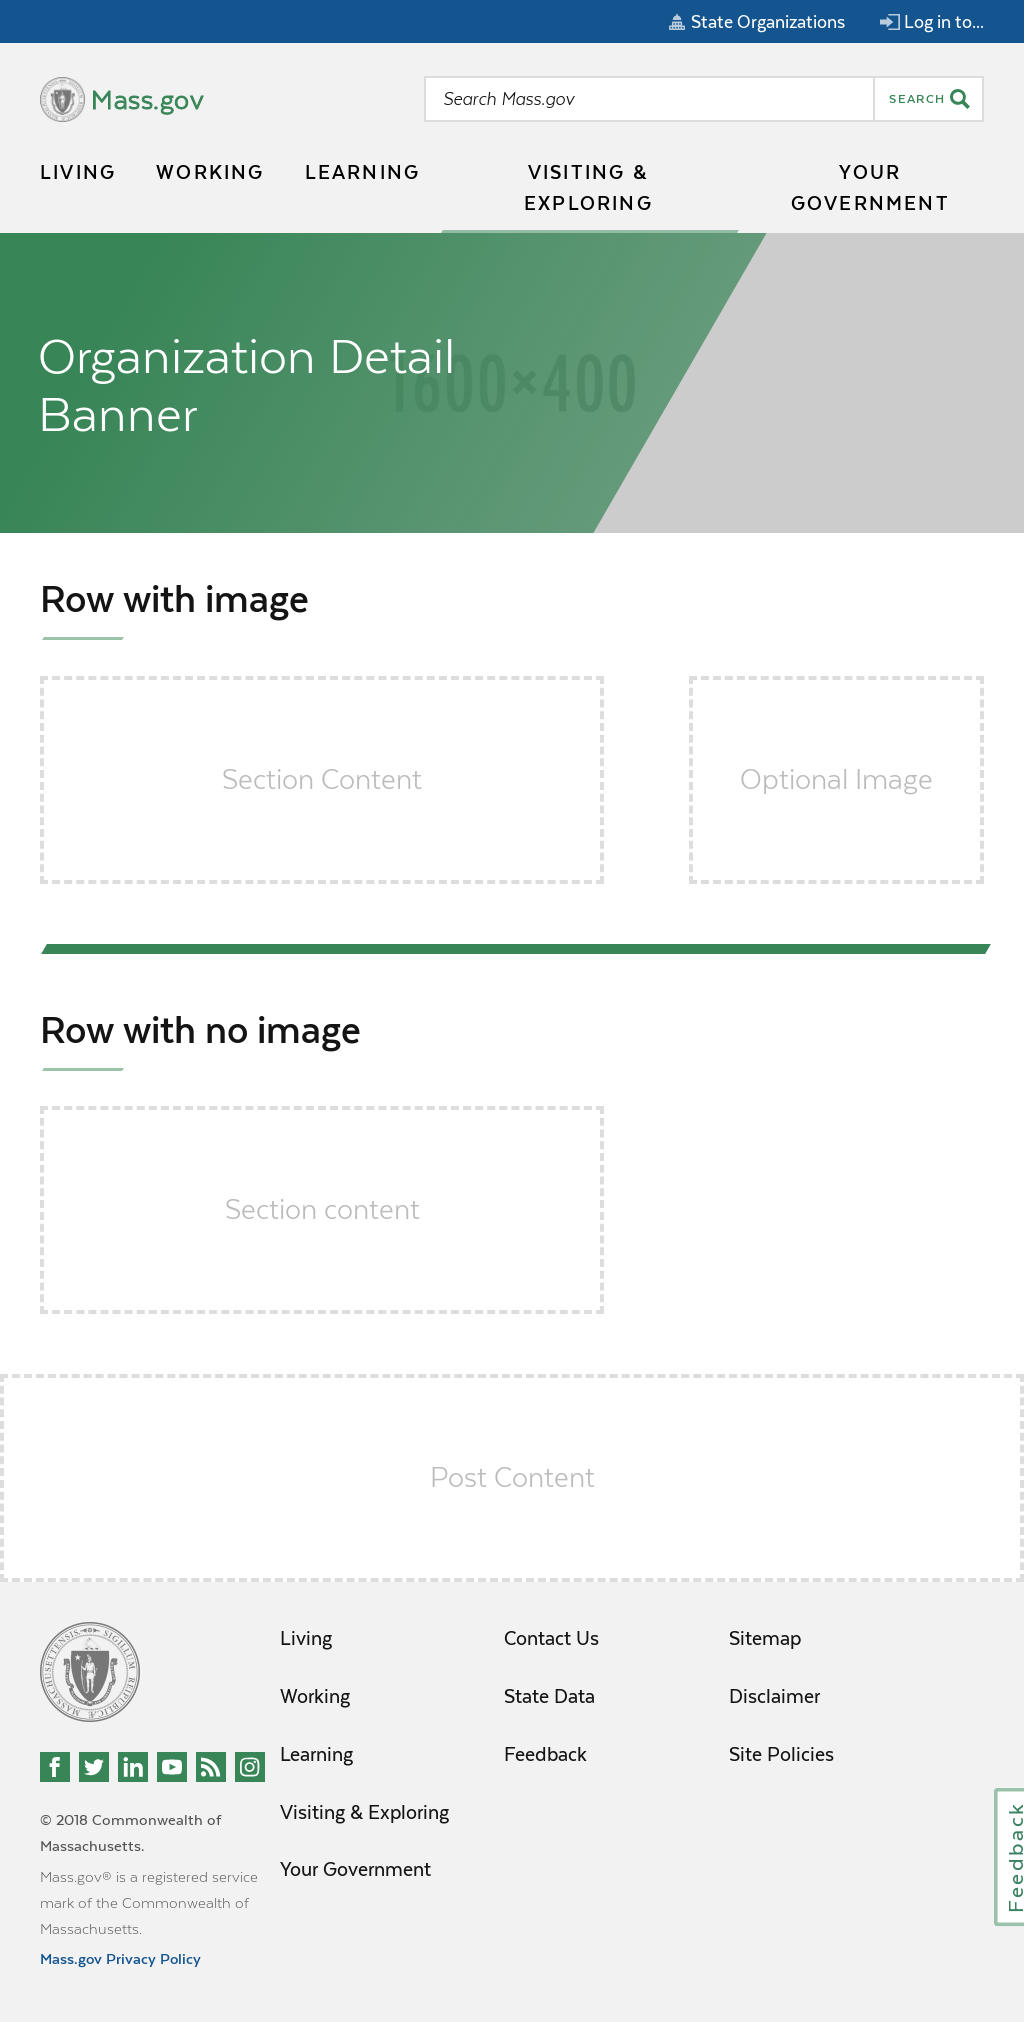 State Organizations
Log in to...
Mass.gov
Search Mass.gov
SEARCH
LIVING
WORKING
LEARNING
VISITING &
EXPLORING
YOUR
GOVERNMENT
Organization Detail
Banner
1600×400
Row with image
Section Content
Optional Image
Row with no image
Section content
Post Content
Living
Contact Us
Sitemap
Working
State Data
Disclaimer
Learning
Feedback
Site Policies
Visiting & Exploring
Your Government
© 2018 Commonwealth of
Massachusetts.
Mass.gov® is a registered service
mark of the Commonwealth of
Massachusetts.
Mass.gov Privacy Policy
Feedback